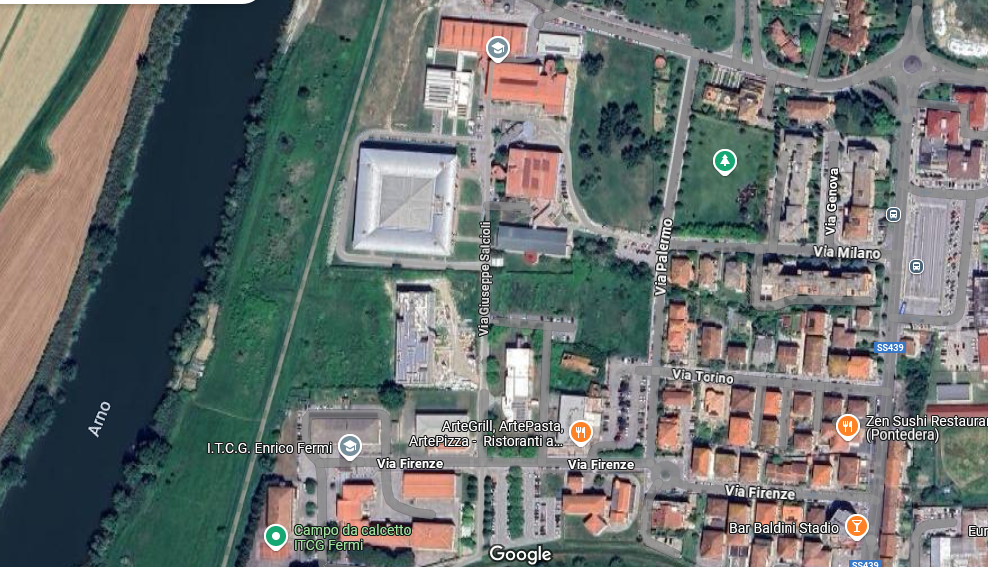 Via Genova
Via Palermo
Via Milano
Via Giuseppe Salcioli
SS439
Via Torino
Arno
ArteGrill, ArtePasta,
ArtePizza - Ristoranti a...
Zen Sushi Restaurar
(Pontedera)
I.T.C.G. Enrico Fermi
Via Firenze
Via Firenze
Via Firenze
Campo da calcetto
ITCG Fermi
Bar Baldini Stadio
Eur
Google
SS439